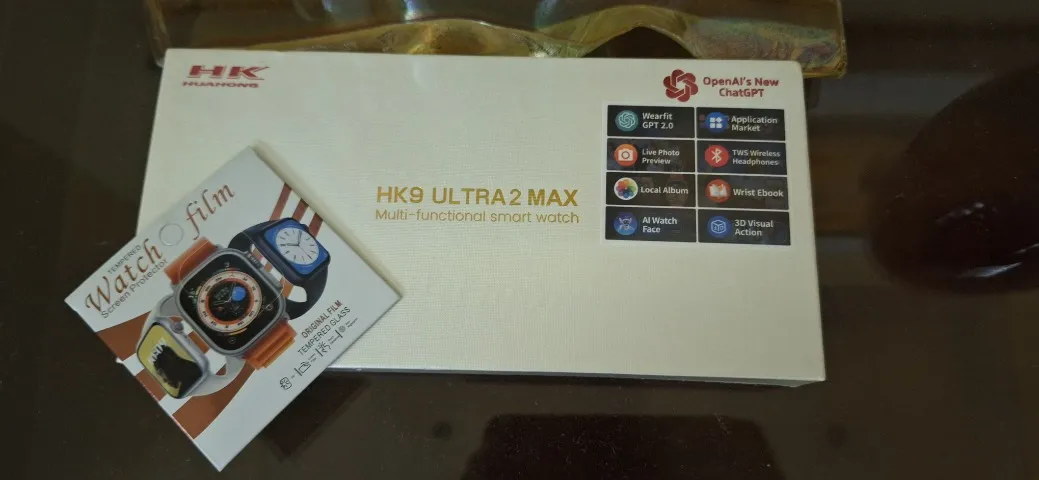 HK
HUAHONG
OpenAI's New
ChatGPT
Wearfit
GPT 2.0
Application
Market
Live Photo
Preview
TWS Wireless
Headphones
Local Album
Wrist Ebook
AI Watch
Face
3D Visual
Action
HK9 ULTRA 2 MAX
Multi-functional smart watch
TEMPERED
Watch film
Screen Protector
ORIGINAL FILM
TEMPERED GLASS